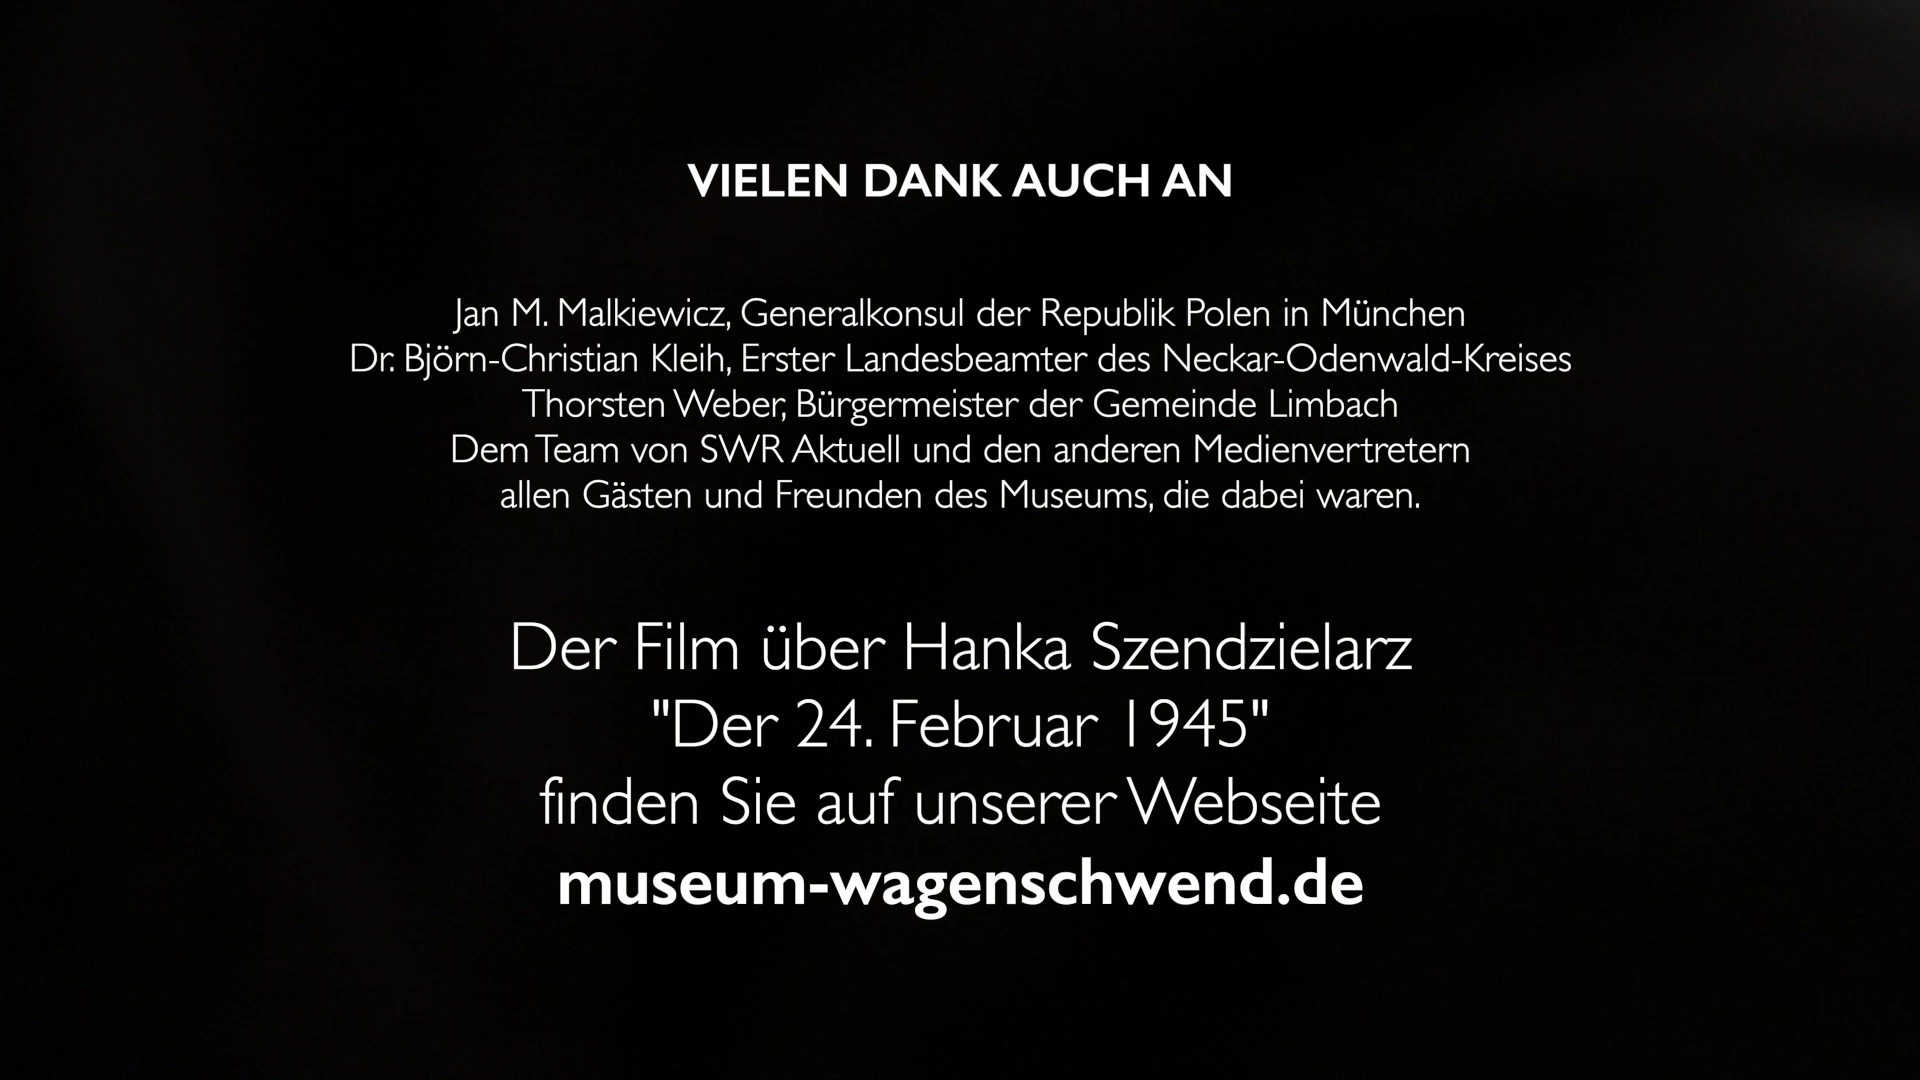 VIELEN DANK AUCH AN
Jan M. Malkiewicz, Generalkonsul der Republik Polen in München
Dr. Björn-Christian Kleih, Erster Landesbeamter des Neckar-Odenwald-Kreises
Thorsten Weber, Bürgermeister der Gemeinde Limbach
Dem Team von SWR Aktuell und den anderen Medienvertretern
allen Gästen und Freunden des Museums, die dabei waren.
Der Film über Hanka Szendzielarz
"Der 24. Februar 1945"
finden Sie auf unserer Webseite
museum-wagenschwend.de